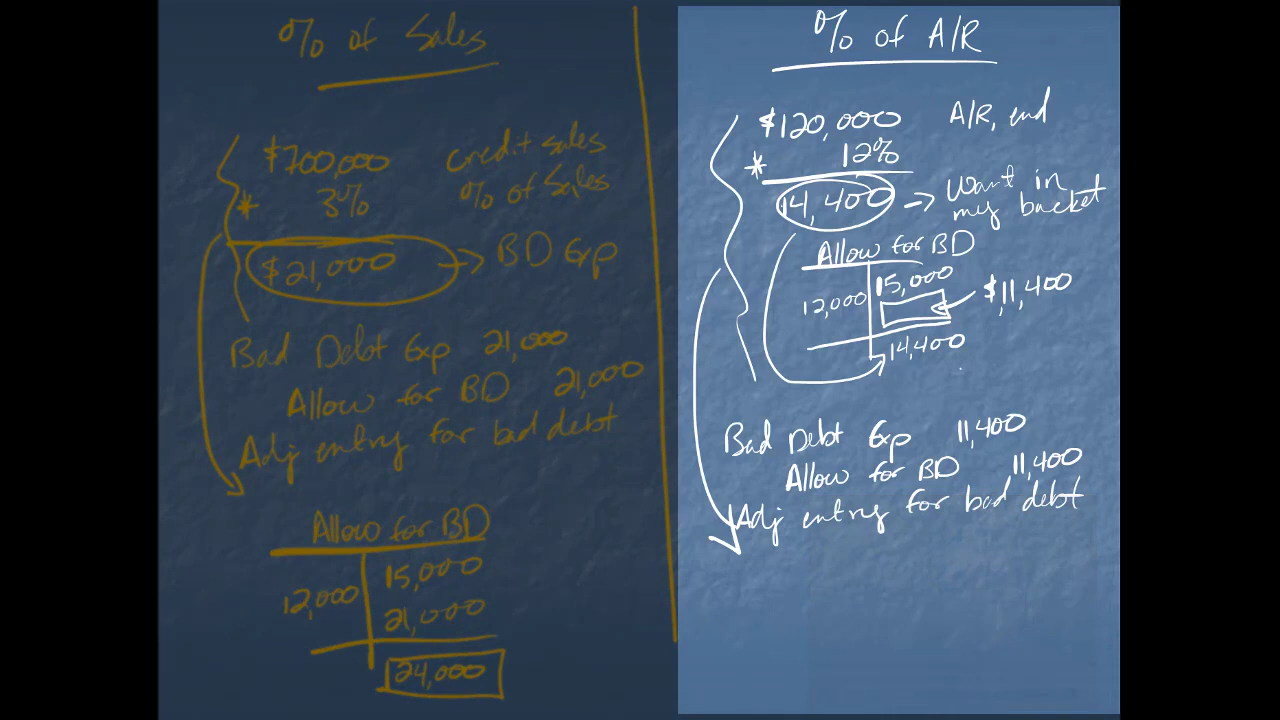 % of Sales
$700,000 credit sales
* 3% % of Sales
$21,000 -> BD Exp
Bad Debt Exp 21,000
Allow for BD 21,000
Adj entry for bad debt
Allow for BD
15,000
12,000
21,000
24,000
% of A/R
$120,000 A/R, end
* 12%
14,400 -> Want in
my bucket
Allow for BD
15,000
12,000 $11,400
14,400
Bad Debt Exp 11,400
Allow for BD 11,400
Adj entry for bad debt